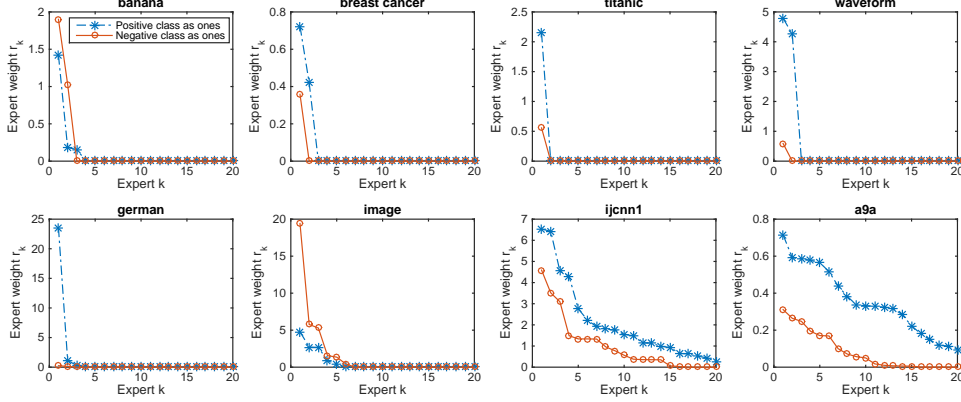 banana
breast cancer
titanic
waveform
Positive class as ones
Negative class as ones
Expert weight r_k
2
1.5
1
0.5
0
0 5 10 15 20
Expert k
Expert weight r_k
0.8
0.6
0.4
0.2
0
0 5 10 15 20
Expert k
Expert weight r_k
2.5
2
1.5
1
0.5
0
0 5 10 15 20
Expert k
Expert weight r_k
5
4
3
2
1
0
0 5 10 15 20
Expert k
german
image
ijcnn1
a9a
Expert weight r_k
25
20
15
10
5
0
0 5 10 15 20
Expert k
Expert weight r_k
20
15
10
5
0
0 5 10 15 20
Expert k
Expert weight r_k
7
6
5
4
3
2
1
0
0 5 10 15 20
Expert k
Expert weight r_k
0.8
0.6
0.4
0.2
0
0 5 10 15 20
Expert k